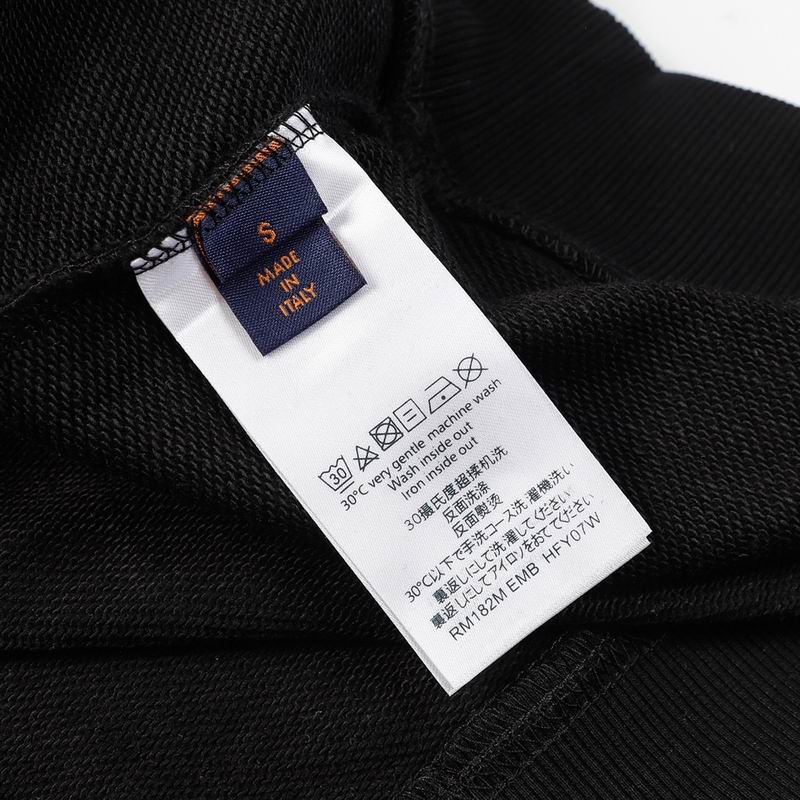 S
MADE
IN
ITALY
30
30°C very gentle machine wash
Wash inside out
Iron inside out
30摄氏度超揉机洗
反面洗涤
反面熨烫
30°C以下で手洗コース洗濯機洗い
裏返しにして洗濯してください
裏返しにしてアイロンをおてでください
RM182M EMB HFY07W